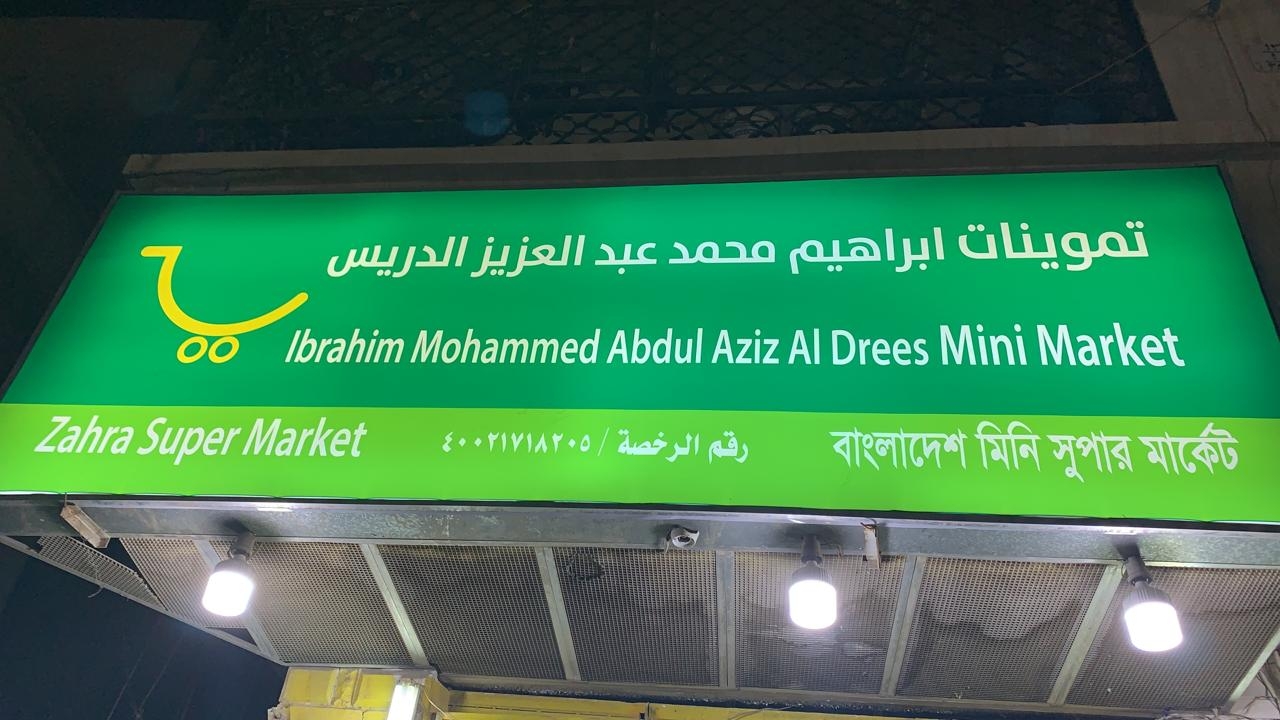 تموينات ابراهيم محمد عبد العزيز الدريس
Ibrahim Mohammed Abdul Aziz Al Drees Mini Market
Zahra Super Market
رقم الرخصة / ٤٠٠٢١٧١٨٢٠٥
বাংলাদেশ মিনি সুপার মার্কেট